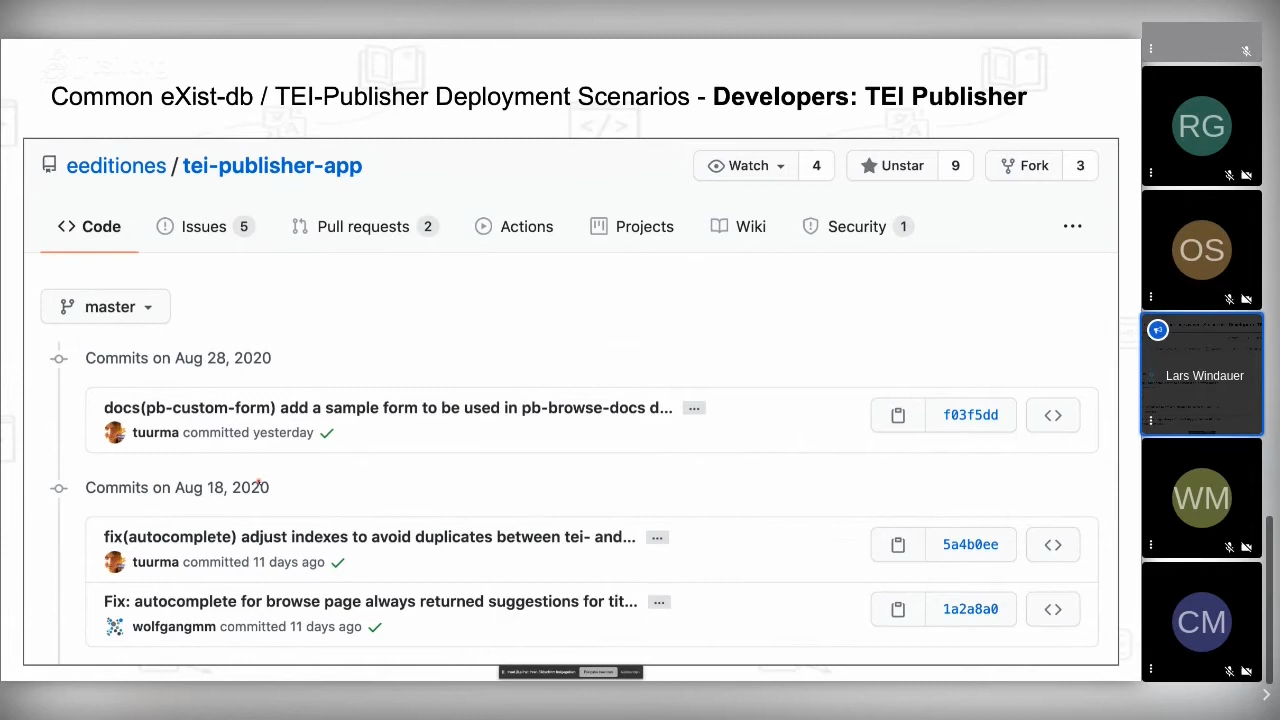 Common eXist-db / TEI-Publisher Deployment Scenarios - Developers: TEI Publisher
eeditiones / tei-publisher-app
Watch 4 Unstar 9 Fork 3
Code Issues 5 Pull requests 2 Actions Projects Wiki Security 1 ...
master
Commits on Aug 28, 2020
docs(pb-custom-form) add a sample form to be used in pb-browse-docs d... ...
f03f5dd
tuurma committed yesterday
Commits on Aug 18, 2020
fix(autocomplete) adjust indexes to avoid duplicates between tei- and... ...
5a4b0ee
tuurma committed 11 days ago
Fix: autocomplete for browse page always returned suggestions for tit... ...
1a2a8a0
wolfgangmm committed 11 days ago
RG
OS
Lars Windauer
WM
CM